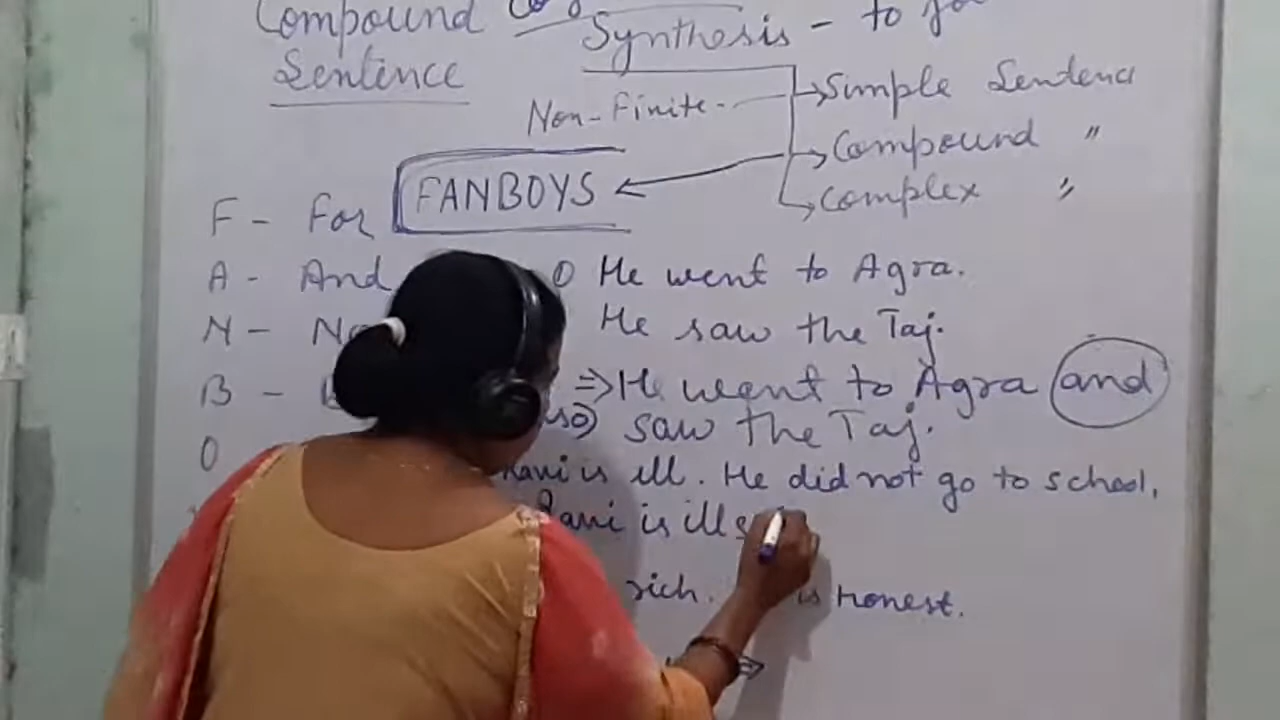 Compound
Sentence
Synthesis - to
Non-Finite.
Simple Sentence
Compound "
Complex "
FANBOYS
F - For
A - And
N -
B -
O
He went to Agra.
He saw the Taj.
⇒ He went to Agra and
saw the Taj.
is ill. He did not go to school.
is ill
rich. is Honest.